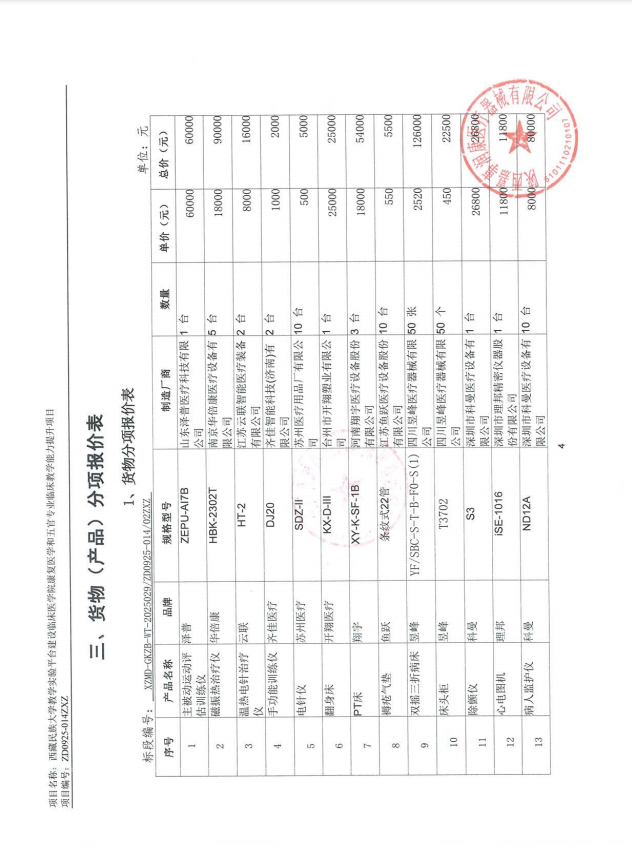 项目名称：西藏民族大学教学实验平台建设临床医学院康复医学和五官专业临床教学能力提升项目
项目编号：ZD0925-014ZXZ
三、货物（产品）分项报价表
1、货物分项报价表
标段编号： XZMD-GKZB-WT-2025029/ZD0925-014/02ZXZ 单位：元
序号 产品名称 品牌 规格型号 制造厂商 数量 单价（元） 总价（元）
1 主被动运动评估训练仪 泽普 ZEPU-AI7B 山东泽普医疗科技有限公司 1 台 60000 60000
2 磁振热治疗仪 华倍康 HBK-2302T 南京华倍康医疗设备有限公司 5 台 18000 90000
3 温热电针治疗仪 云联 HT-2 江苏云联智能医疗装备有限公司 2 台 8000 16000
4 手功能训练仪 齐佳医疗 DJ20 齐佳智能科技(济南)有限公司 2 台 1000 2000
5 电针仪 苏州医疗 SDZ-II 苏州医疗用品厂有限公司 10 台 500 5000
6 翻身床 开翔医疗 KX-D-III 台州市开翔塑业有限公司 1 台 25000 25000
7 PT床 翔宇 XY-K-SF-1B 河南翔宇医疗设备股份有限公司 3 台 18000 54000
8 褥疮气垫 鱼跃 条纹式22管 江苏鱼跃医疗设备股份有限公司 10 台 550 5500
9 双摇三折病床 昱峰 YF/SBC-S-T-B-F0-S(1) 四川昱峰医疗器械有限公司 50 张 2520 126000
10 床头柜 昱峰 T3702 四川昱峰医疗器械有限公司 50 个 450 22500
11 除颤仪 科曼 S3 深圳市科曼医疗设备有限公司 1 台 26800 26800
12 心电图机 理邦 iSE-1016 深圳市理邦精密仪器股份有限公司 1 台 11800 11800
13 病人监护仪 科曼 ND12A 深圳市科曼医疗设备有限公司 10 台 8000 80000
6101110210107
4